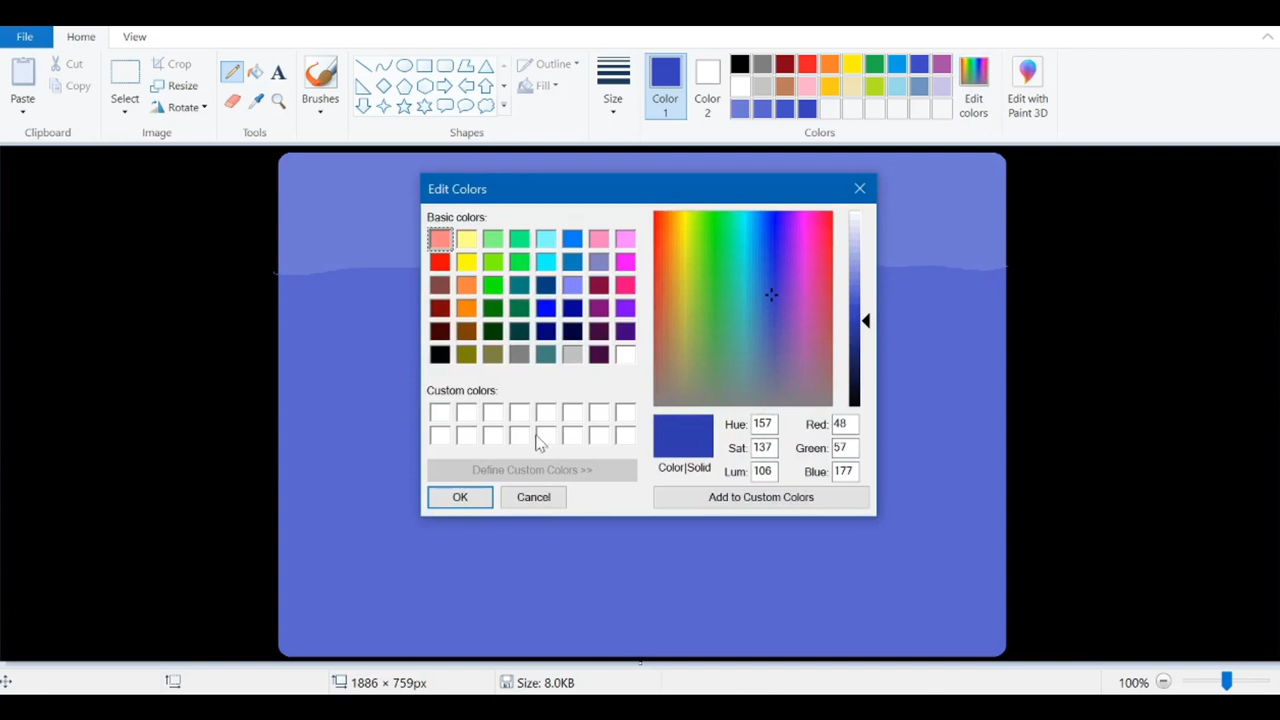 File Home View
Paste
Cut
Copy
Clipboard
Select
Crop
Resize
Rotate
Image
A
Tools
Brushes
Outline
Fill
Shapes
Size
Color 1
Color 2
Edit colors
Colors
Edit with Paint 3D
Edit Colors
Basic colors:
Custom colors:
Define Custom Colors >>
OK Cancel
Color|Solid
Hue: 157 Red: 48
Sat: 137 Green: 57
Lum: 106 Blue: 177
Add to Custom Colors
1886 × 759px Size: 8.0KB 100%